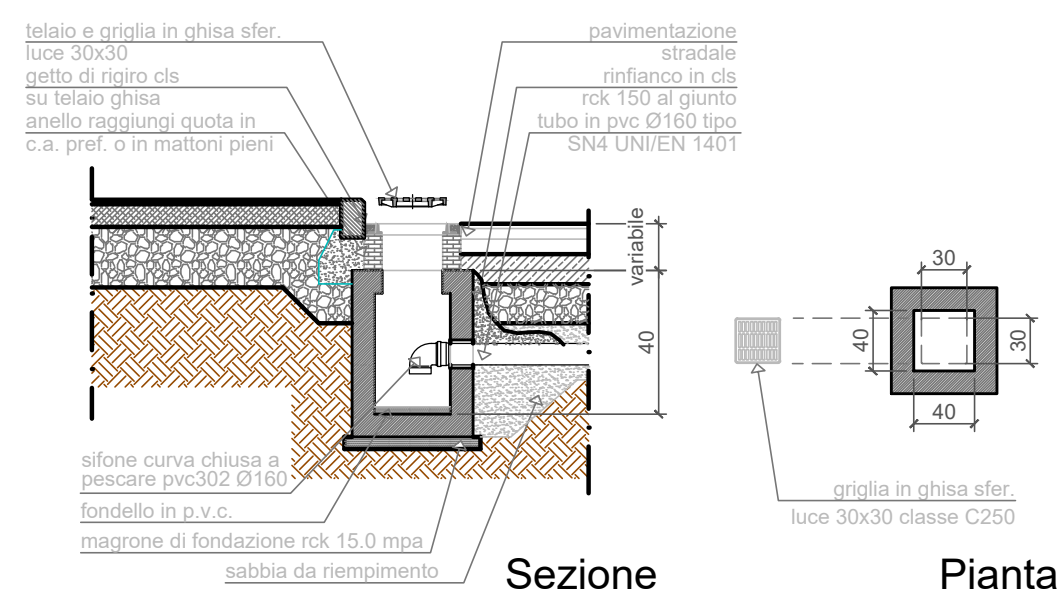 telaio e griglia in ghisa sfer.
luce 30x30
getto di rigiro cls
su telaio ghisa
anello raggiungi quota in
c.a. pref. o in mattoni pieni
pavimentazione
stradale
rinfianco in cls
rck 150 al giunto
tubo in pvc Ø160 tipo
SN4 UNI/EN 1401
variabile
40
sifone curva chiusa a
pescare pvc302 Ø160
fondello in p.v.c.
magrone di fondazione rck 15.0 mpa
sabbia da riempimento
Sezione
30
40
30
40
griglia in ghisa sfer.
luce 30x30 classe C250
Pianta